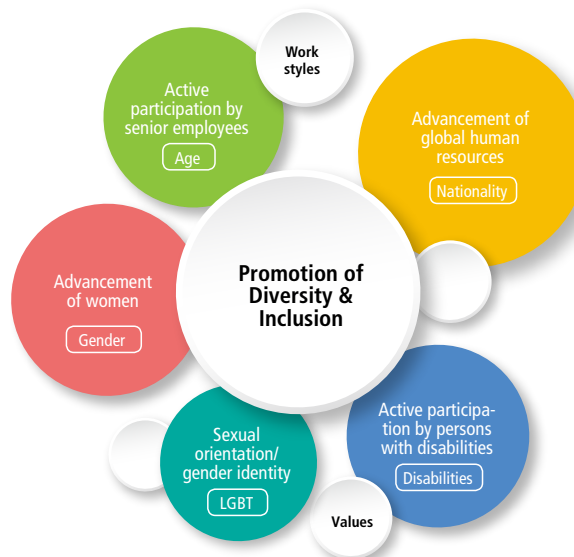 Work
styles
Active
participation by
senior employees
Age
Advancement of
global human
resources
Nationality
Promotion of
Diversity &
Inclusion
Advancement
of women
Gender
Sexual
orientation/
gender identity
LGBT
Active participa-
tion by persons
with disabilities
Disabilities
Values